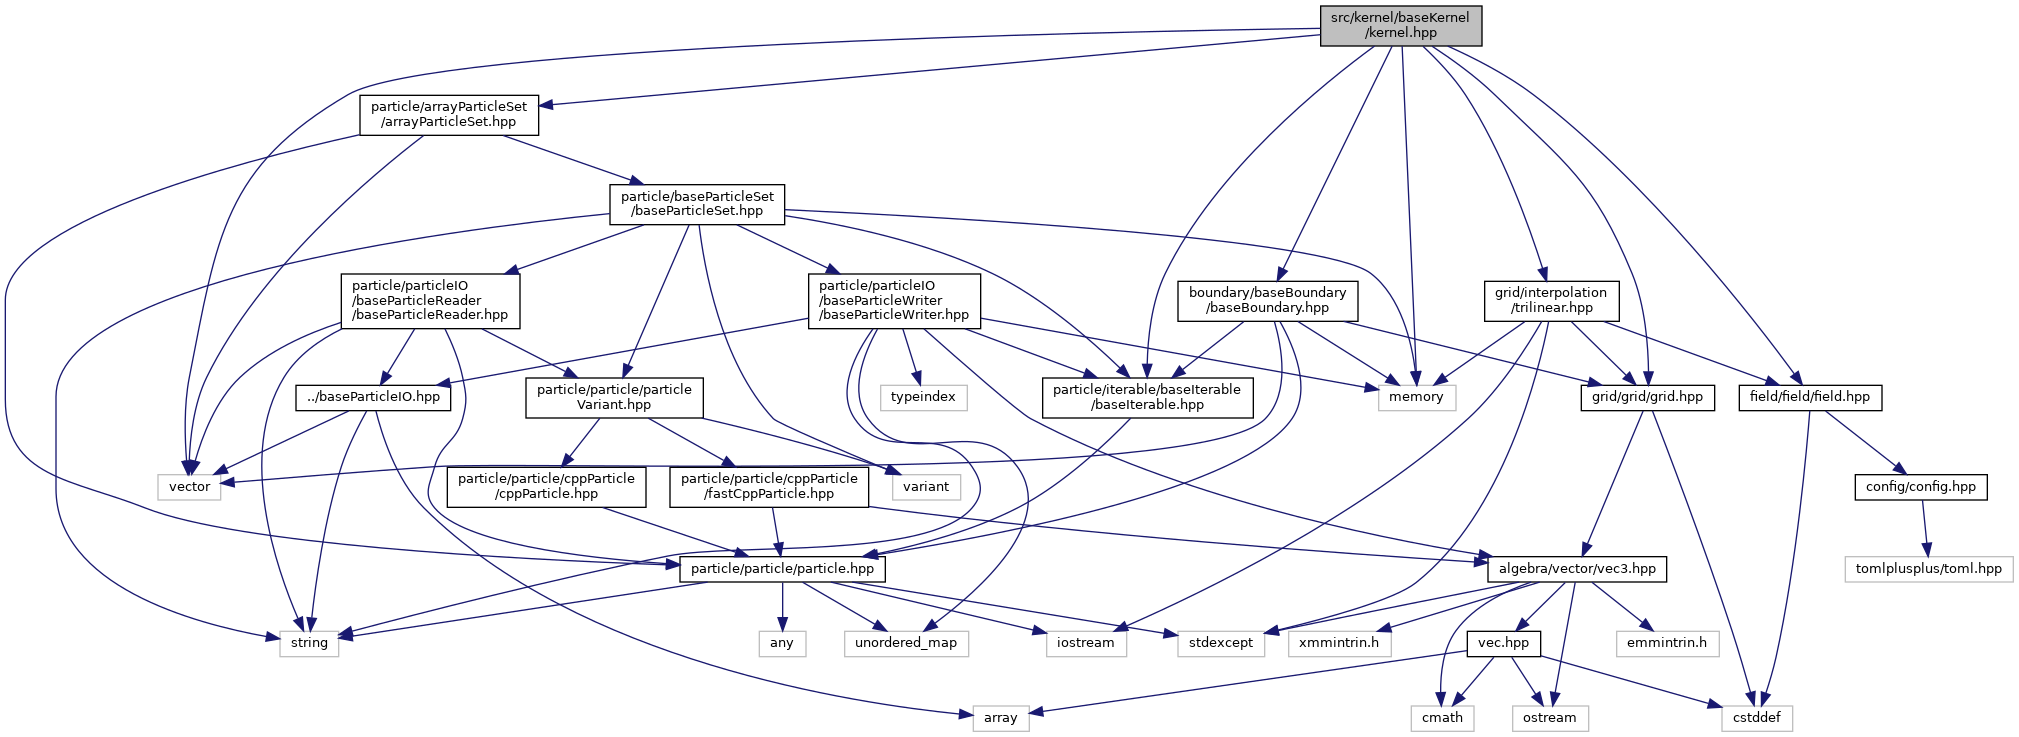 src/kernel/baseKernel
/kernel.hpp
particle/arrayParticleSet
/arrayParticleSet.hpp
particle/baseParticleSet
/baseParticleSet.hpp
particle/particleIO
/baseParticleReader
/baseParticleReader.hpp
particle/particleIO
/baseParticleWriter
/baseParticleWriter.hpp
boundary/baseBoundary
/baseBoundary.hpp
grid/interpolation
/trilinear.hpp
../baseParticleIO.hpp
particle/particle/particle
Variant.hpp
typeindex
particle/iterable/baseIterable
/baseIterable.hpp
memory
grid/grid/grid.hpp
field/field/field.hpp
vector
particle/particle/cppParticle
/cppParticle.hpp
particle/particle/cppParticle
/fastCppParticle.hpp
variant
config/config.hpp
particle/particle/particle.hpp
algebra/vector/vec3.hpp
tomlplusplus/toml.hpp
string
any
unordered_map
iostream
stdexcept
xmmintrin.h
vec.hpp
emmintrin.h
array
cmath
ostream
cstddef